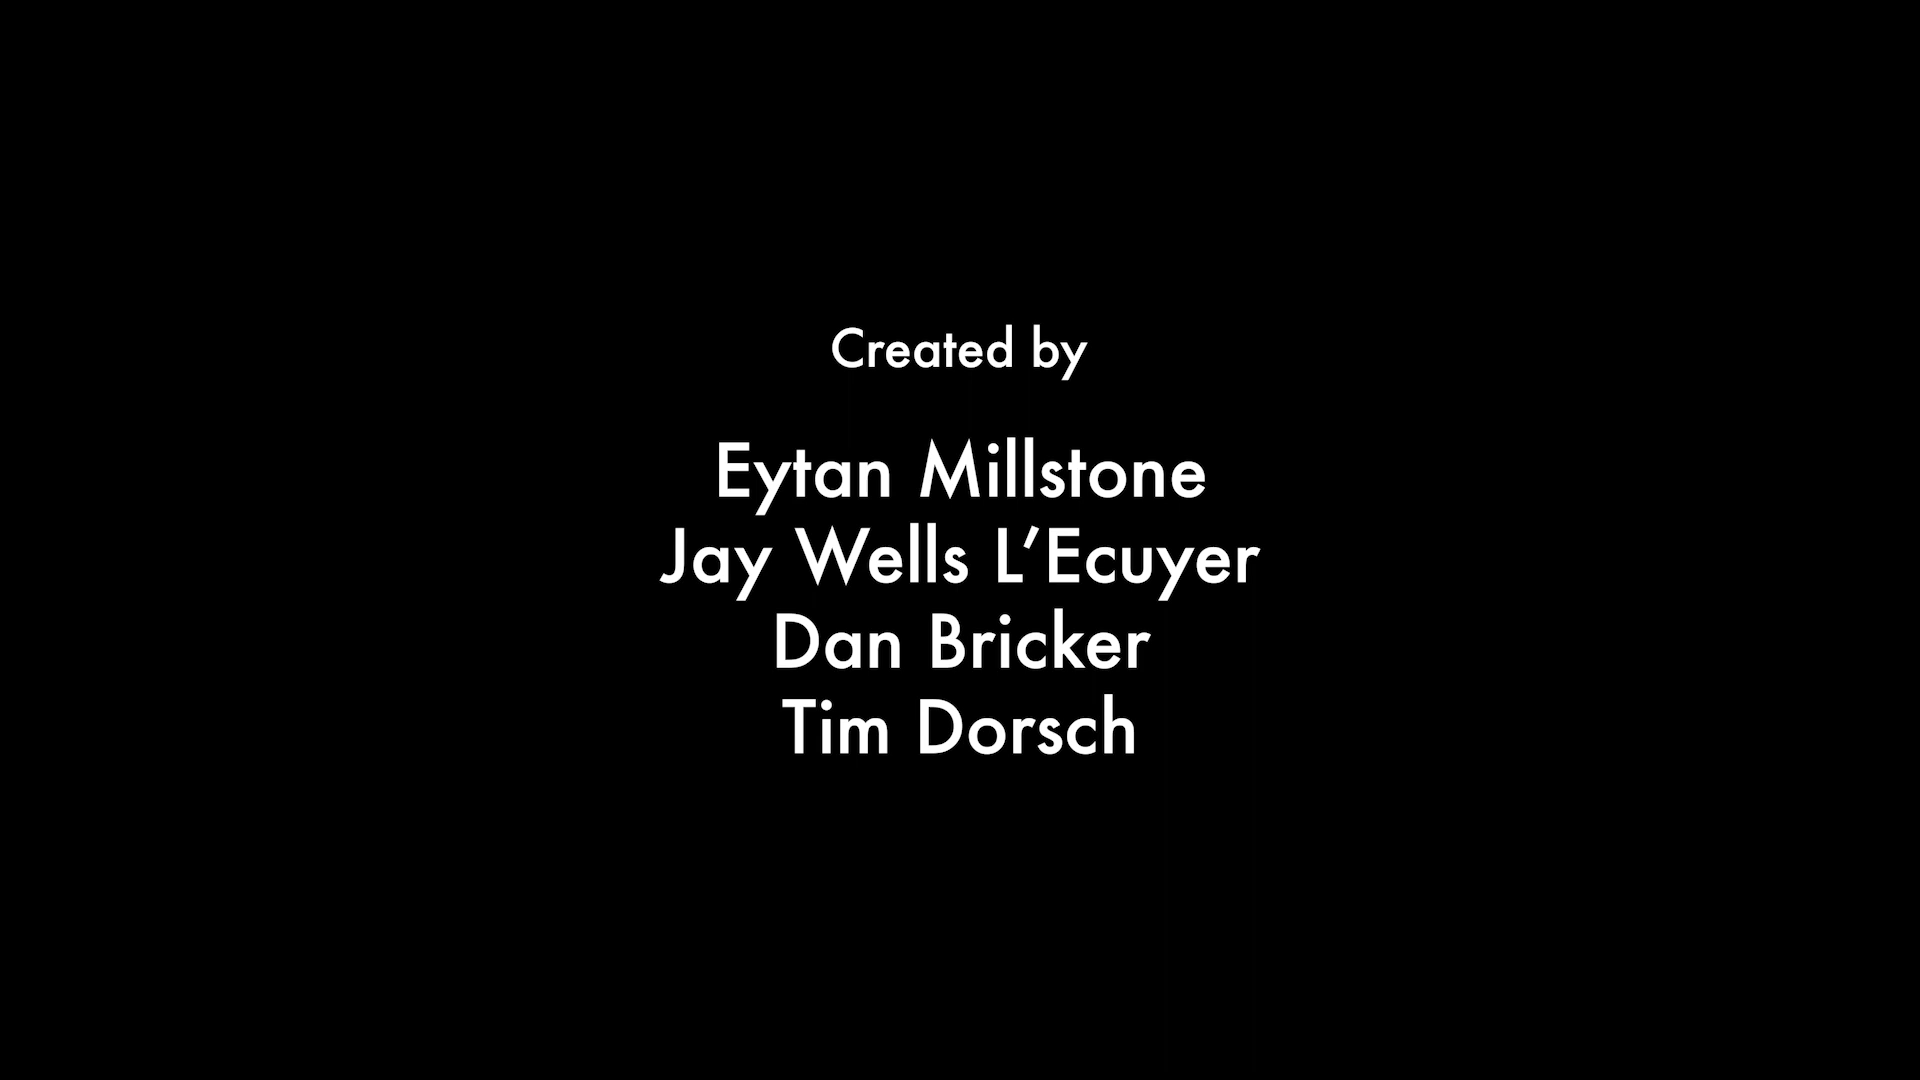 Created by
Eytan Millstone
Jay Wells L’Ecuyer
Dan Bricker
Tim Dorsch